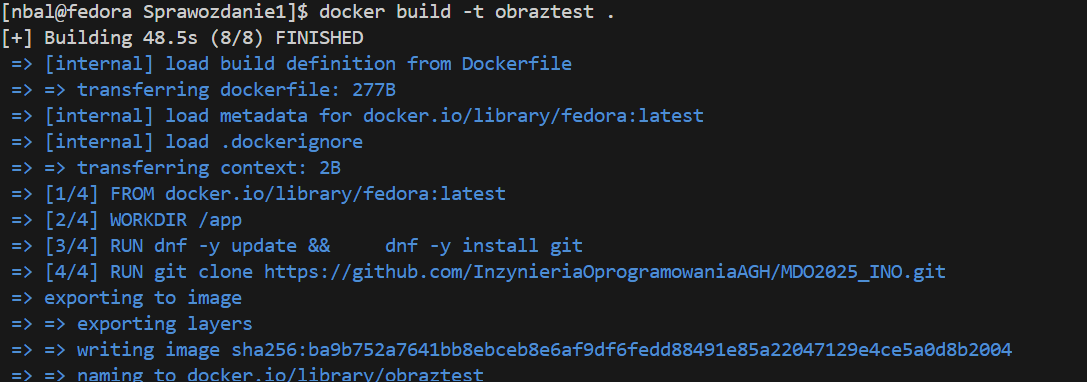 [nbal@fedora Sprawozdanie1]$ docker build -t obraztest .
[+] Building 48.5s (8/8) FINISHED
=> [internal] load build definition from Dockerfile
=> => transferring dockerfile: 277B
=> [internal] load metadata for docker.io/library/fedora:latest
=> [internal] load .dockerignore
=> => transferring context: 2B
=> [1/4] FROM docker.io/library/fedora:latest
=> [2/4] WORKDIR /app
=> [3/4] RUN dnf -y update &&     dnf -y install git
=> [4/4] RUN git clone https://github.com/InzynieriaOprogramowaniaAGH/MDO2025_INO.git
=> exporting to image
=> => exporting layers
=> => writing image sha256:ba9b752a7641bb8ebceb8e6af9df6fedd88491e85a22047129e4ce5a0d8b2004
=> => naming to docker.io/library/obraztest